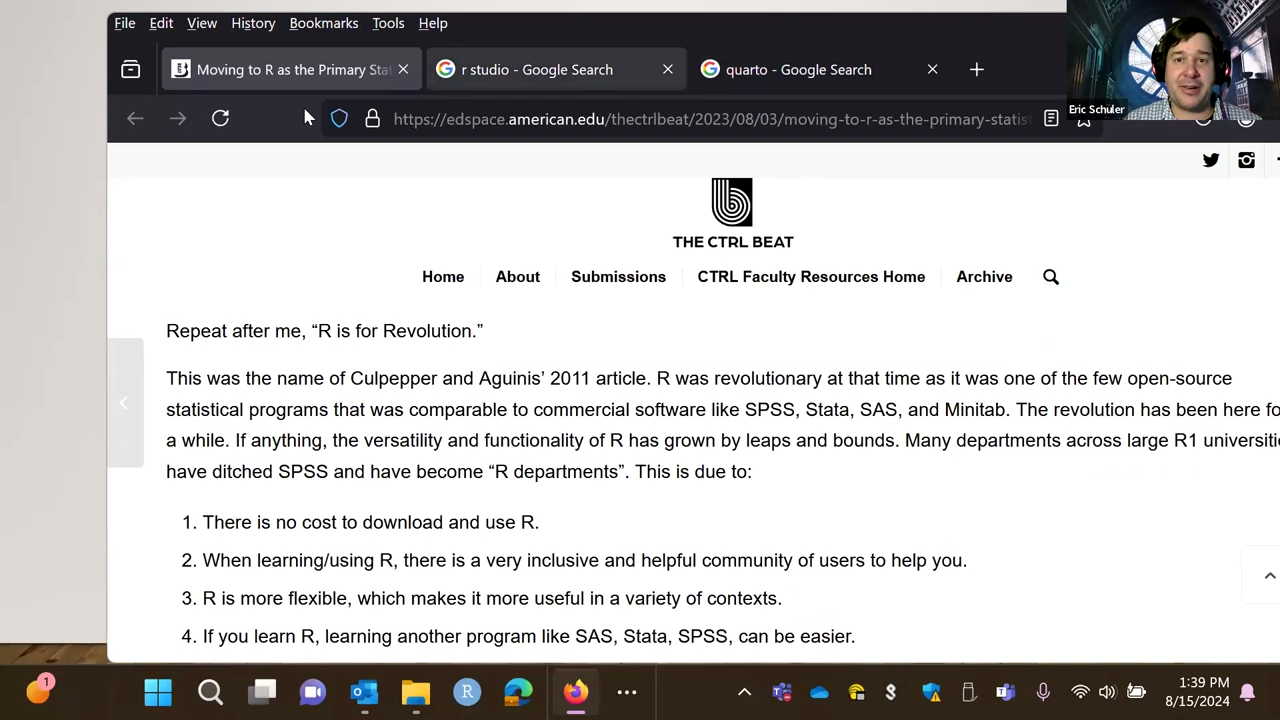 File Edit View History Bookmarks Tools Help
Moving to R as the Primary Stat
r studio - Google Search
quarto - Google Search
Eric Schuler
https://edspace.american.edu/thectrlbeat/2023/08/03/moving-to-r-as-the-primary-statis
THE CTRL BEAT
Home About Submissions CTRL Faculty Resources Home Archive
Repeat after me, “R is for Revolution.”
This was the name of Culpepper and Aguinis’ 2011 article. R was revolutionary at that time as it was one of the few open-source
statistical programs that was comparable to commercial software like SPSS, Stata, SAS, and Minitab. The revolution has been here fo
a while. If anything, the versatility and functionality of R has grown by leaps and bounds. Many departments across large R1 universitie
have ditched SPSS and have become “R departments”. This is due to:
1. There is no cost to download and use R.
2. When learning/using R, there is a very inclusive and helpful community of users to help you.
3. R is more flexible, which makes it more useful in a variety of contexts.
4. If you learn R, learning another program like SAS, Stata, SPSS, can be easier.
1
R
1:39 PM
8/15/2024